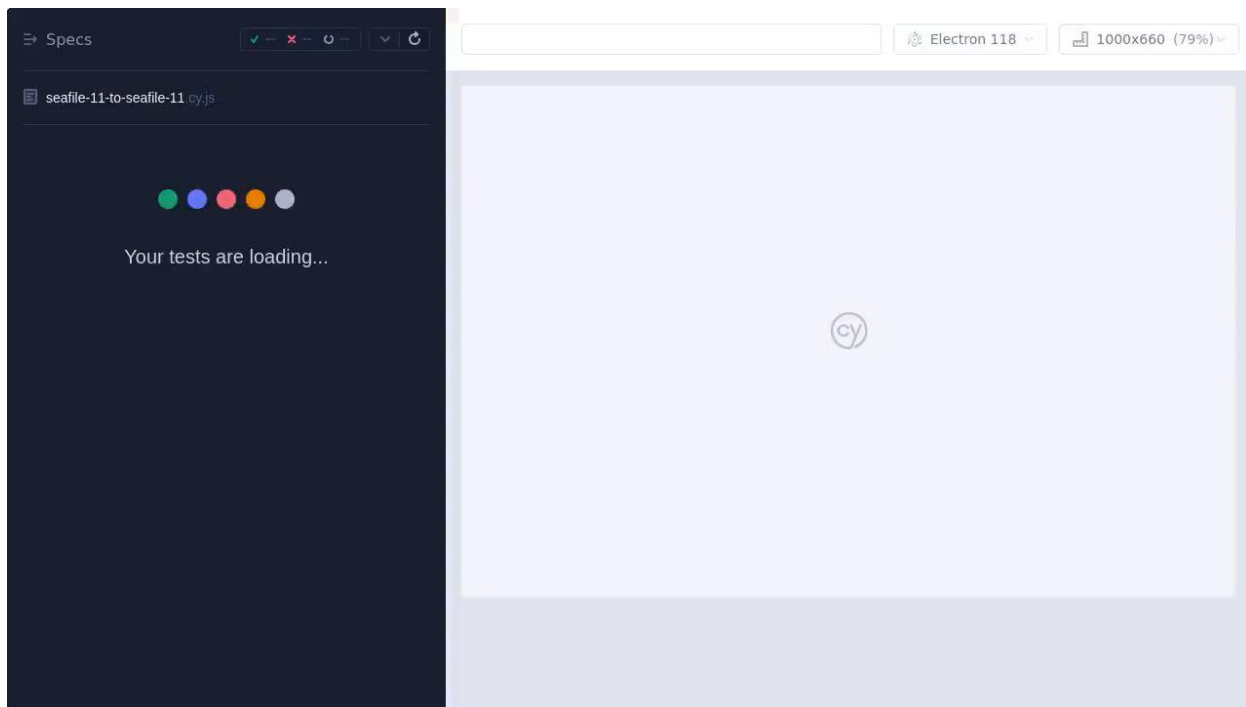 Specs
-- -- --
Electron 118
1000x660 (79%)
seafile-11-to-seafile-11.cy.js
Your tests are loading...
cy